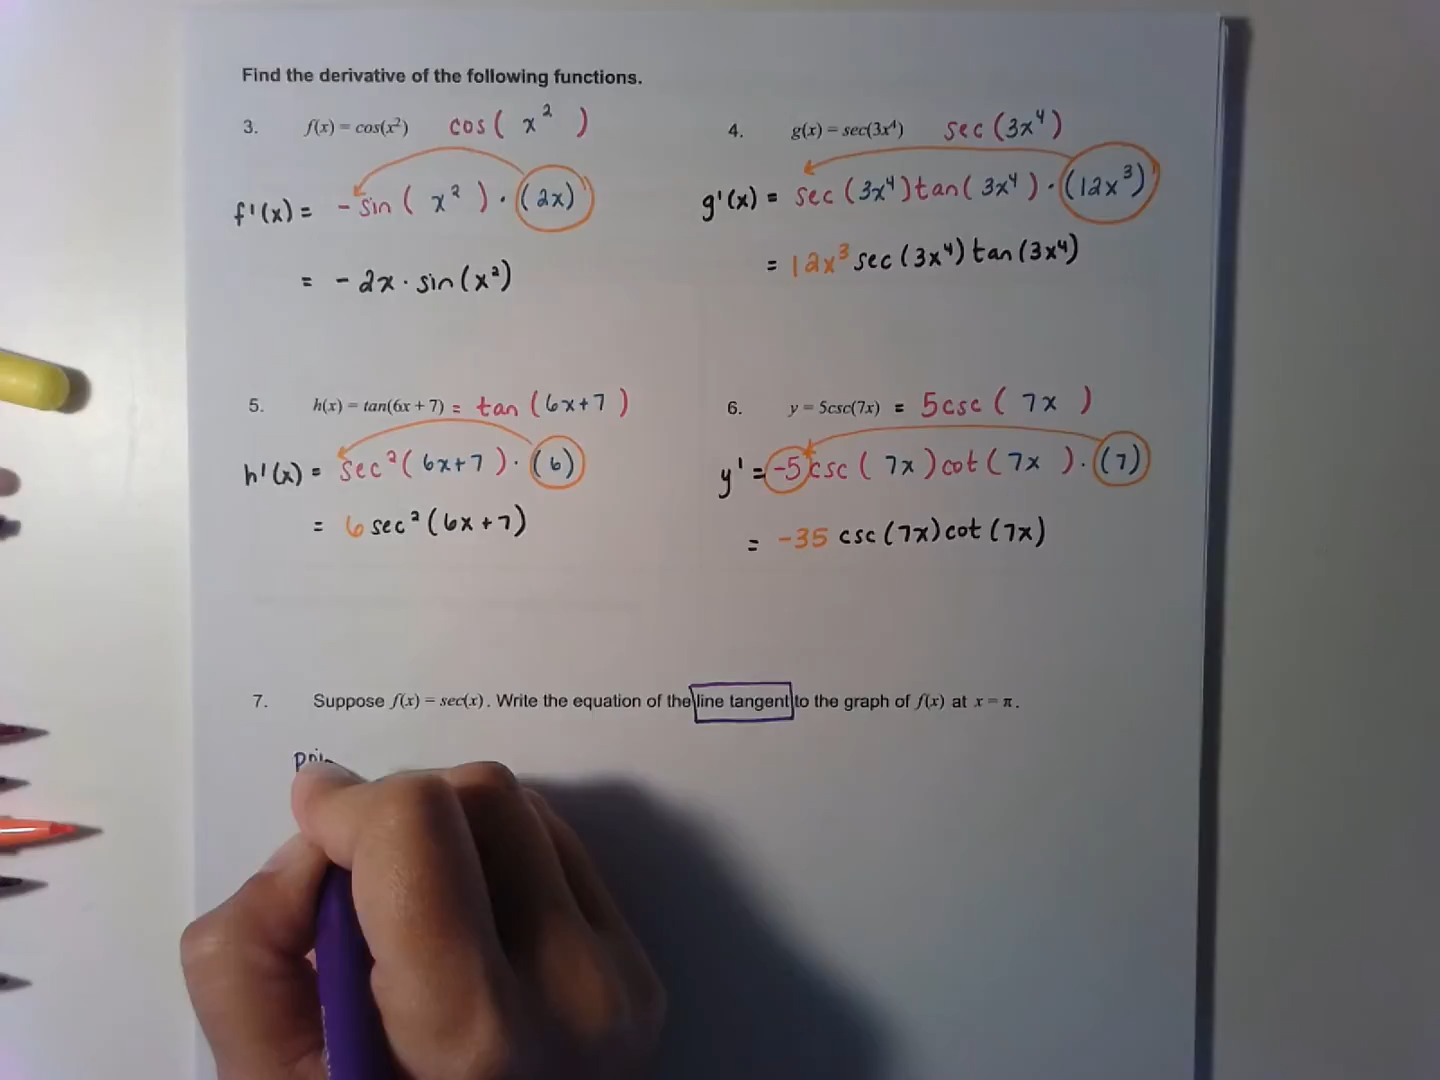 Find the derivative of the following functions.
3. f(x) = cos(x²) cos( x² )
f'(x) = - sin( x² ) · (2x)
= - 2x · sin(x²)
4. g(x) = sec(3x⁴) sec(3x⁴)
g'(x) = sec(3x⁴)tan(3x⁴) · (12x³)
= 12x³ sec(3x⁴)tan(3x⁴)
5. h(x) = tan(6x + 7) = tan(6x+7)
h'(x) = sec²(6x+7) · (6)
= 6 sec²(6x+7)
6. y = 5csc(7x) = 5csc( 7x )
y' = -5csc( 7x)cot( 7x ) · (7)
= -35 csc(7x)cot(7x)
7. Suppose f(x) = sec(x). Write the equation of the line tangent to the graph of f(x) at x = π.